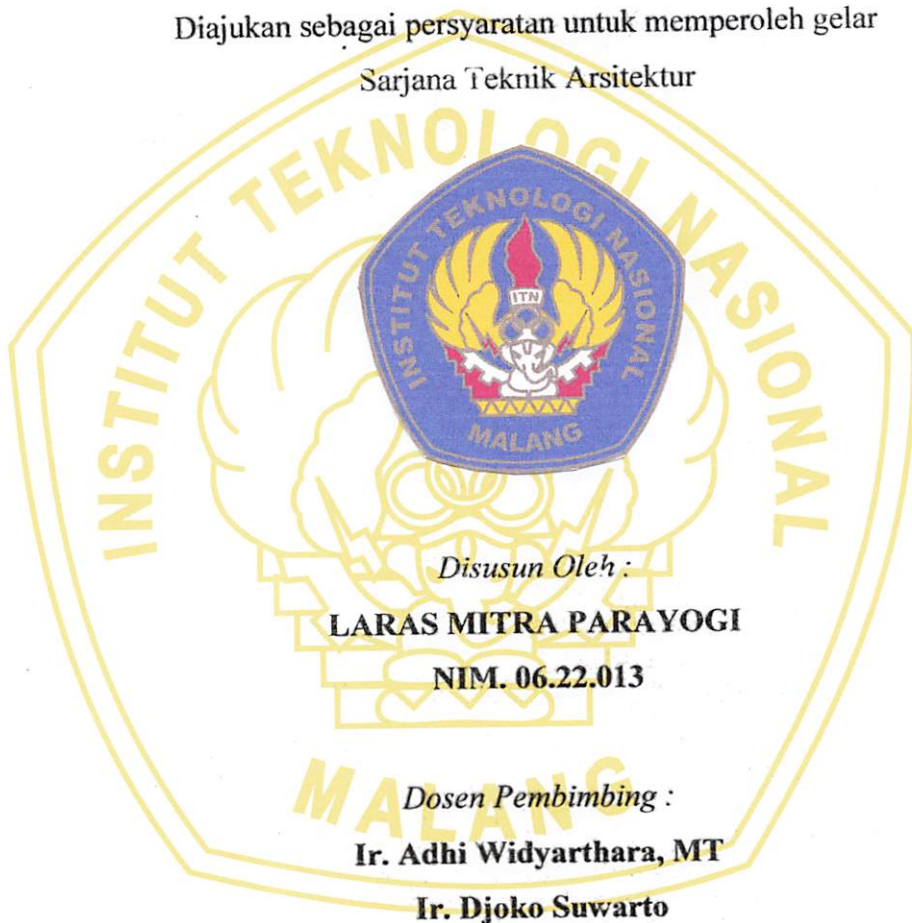 Diajukan sebagai persyaratan untuk memperoleh gelar
Sarjana Teknik Arsitektur
INSTITUT TEKNOLOGI NASIONAL
MALANG
INSTITUT TEKNOLOGI NASIONAL
ITN
MALANG
Disusun Oleh :
LARAS MITRA PARAYOGI
NIM. 06.22.013
Dosen Pembimbing :
Ir. Adhi Widyarthara, MT
Ir. Djoko Suwarto